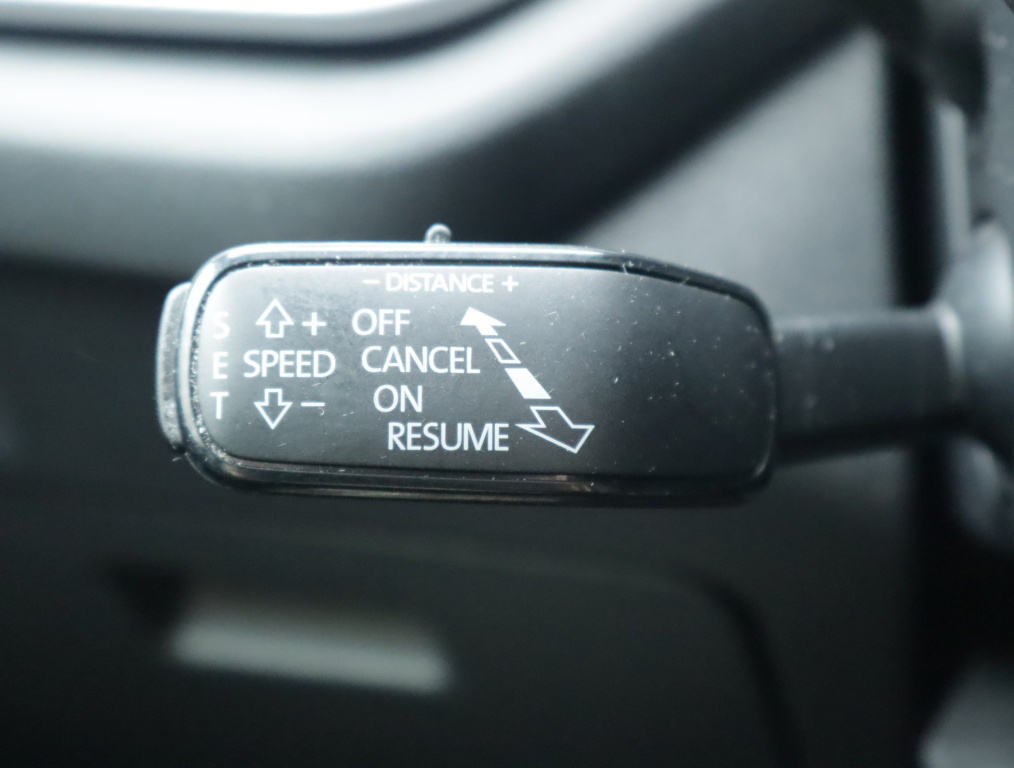 - DISTANCE +
S + OFF
E SPEED CANCEL
T - ON
RESUME